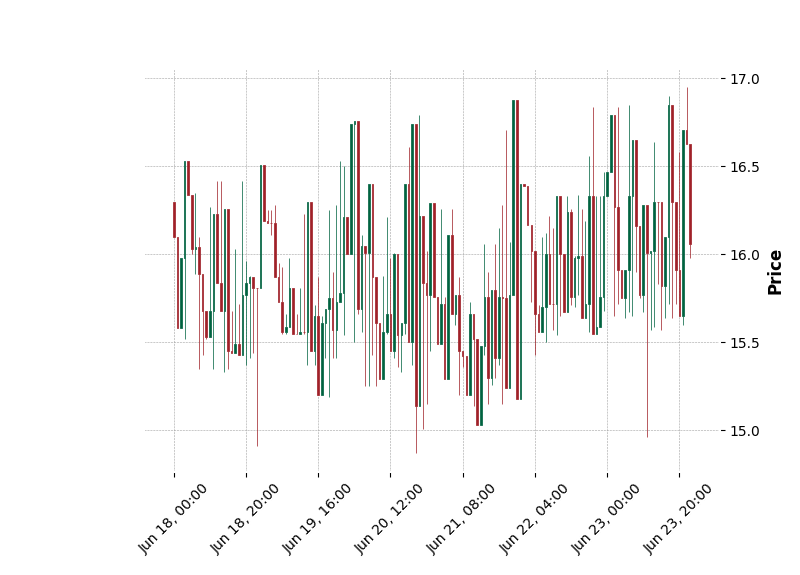 17.0
16.5
16.0
15.5
15.0
Price
Jun 18, 00:00
Jun 18, 20:00
Jun 19, 16:00
Jun 20, 12:00
Jun 21, 08:00
Jun 22, 04:00
Jun 23, 00:00
Jun 23, 20:00